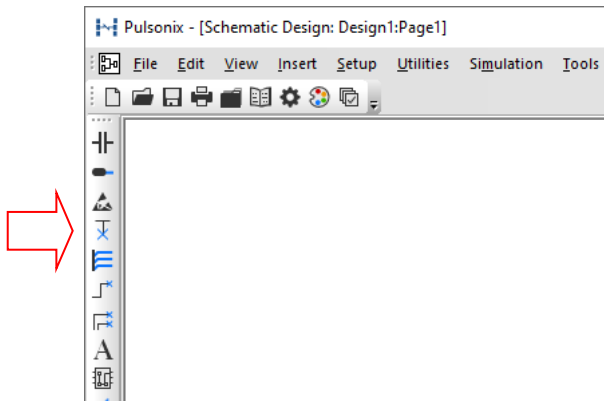 Pulsonix - [Schematic Design: Design1:Page1]
File Edit View Insert Setup Utilities Simulation Tools
A